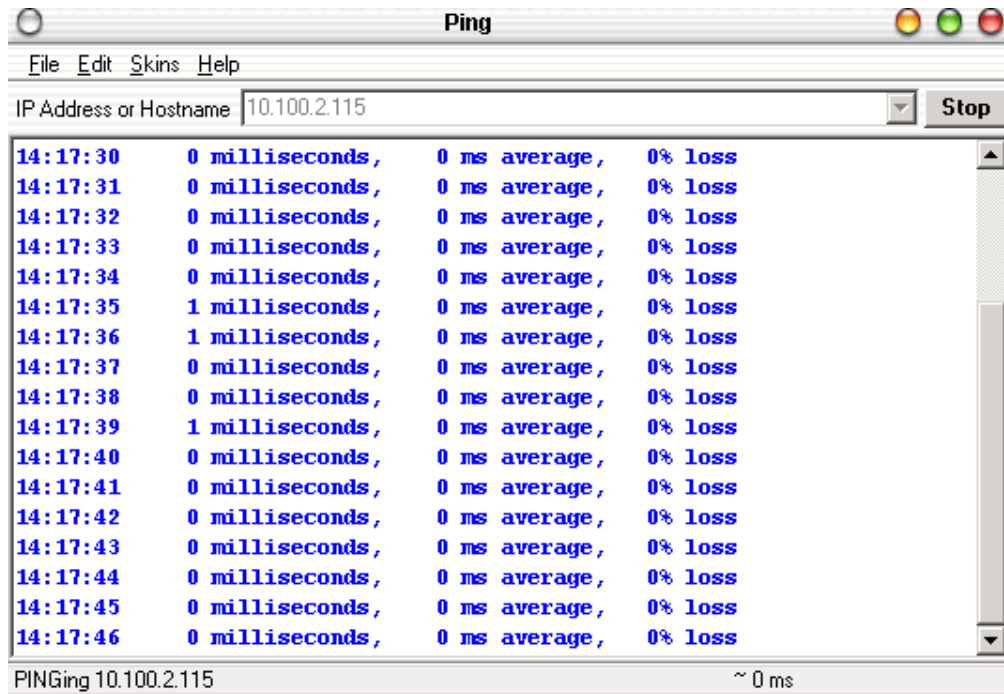 Ping
File Edit Skins Help
IP Address or Hostname 10.100.2.115 Stop
14:17:30 0 milliseconds, 0 ms average, 0% loss
14:17:31 0 milliseconds, 0 ms average, 0% loss
14:17:32 0 milliseconds, 0 ms average, 0% loss
14:17:33 0 milliseconds, 0 ms average, 0% loss
14:17:34 0 milliseconds, 0 ms average, 0% loss
14:17:35 1 milliseconds, 0 ms average, 0% loss
14:17:36 1 milliseconds, 0 ms average, 0% loss
14:17:37 0 milliseconds, 0 ms average, 0% loss
14:17:38 0 milliseconds, 0 ms average, 0% loss
14:17:39 1 milliseconds, 0 ms average, 0% loss
14:17:40 0 milliseconds, 0 ms average, 0% loss
14:17:41 0 milliseconds, 0 ms average, 0% loss
14:17:42 0 milliseconds, 0 ms average, 0% loss
14:17:43 0 milliseconds, 0 ms average, 0% loss
14:17:44 0 milliseconds, 0 ms average, 0% loss
14:17:45 0 milliseconds, 0 ms average, 0% loss
14:17:46 0 milliseconds, 0 ms average, 0% loss
PINGing 10.100.2.115 ~ 0 ms